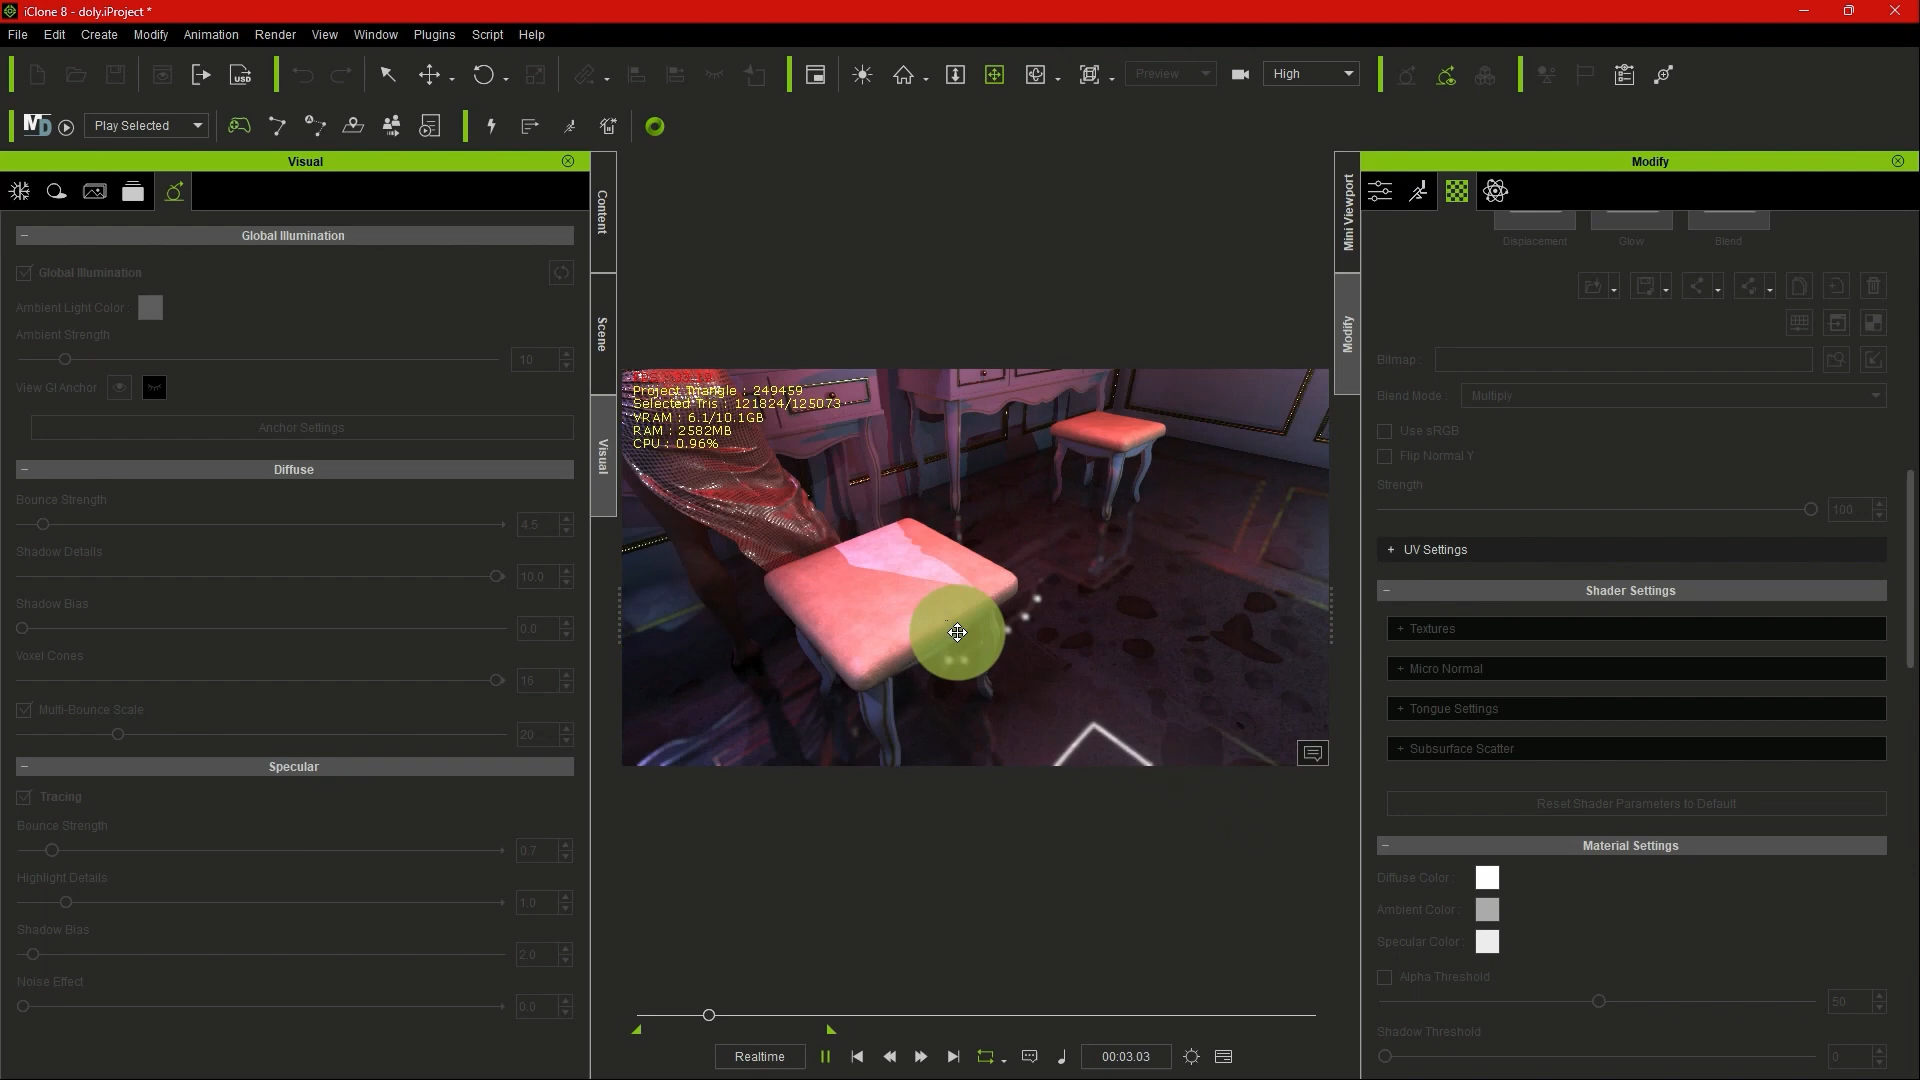 iClone 8 - doly.iProject *
File Edit Create Modify Animation Render View Window Plugins Script Help
USD
Preview
High
MD
Play Selected
Visual
Modify
Content
Scene
Visual
Mini Viewport
Modify
Global Illumination
Global Illumination
Ambient Light Color :
Ambient Strength
10
View GI Anchor
Anchor Settings
Diffuse
Bounce Strength
4.5
Shadow Details
10.0
Shadow Bias
0.0
Voxel Cones
16
Multi-Bounce Scale
20
Specular
Tracing
Bounce Strength
0.7
Highlight Details
1.0
Shadow Bias
2.0
Noise Effect
0.0
Project Triangle : 249459
Selected Tris : 121824/125073
VRAM : 6.1/10.1GB
RAM : 2582MB
CPU : 0.96%
Realtime
00:03.03
Displacement Glow Blend
Bitmap :
Blend Mode : Multiply
Use sRGB
Flip Normal Y
Strength
100
+ UV Settings
Shader Settings
+ Textures
+ Micro Normal
+ Tongue Settings
+ Subsurface Scatter
Reset Shader Parameters to Default
Material Settings
Diffuse Color :
Ambient Color :
Specular Color :
Alpha Threshold
50
Shadow Threshold
0